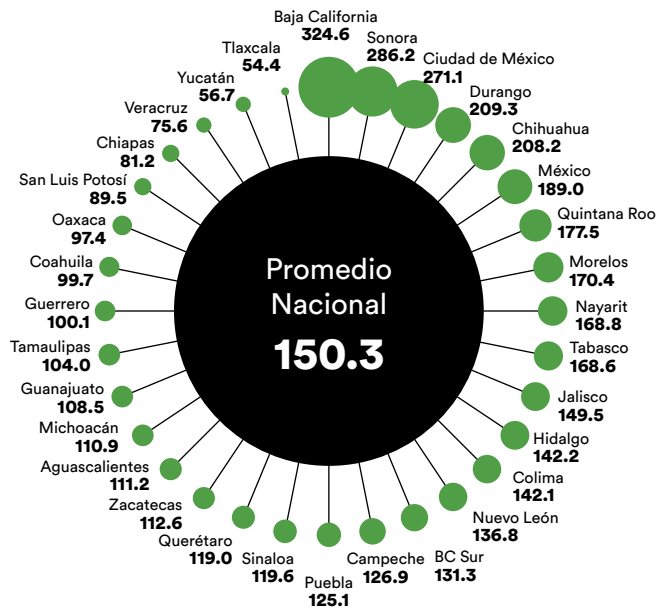 Baja California
324.6
Sonora
286.2
Ciudad de México
271.1
Durango
209.3
Chihuahua
208.2
México
189.0
Quintana Roo
177.5
Morelos
170.4
Nayarit
168.8
Tabasco
168.6
Jalisco
149.5
Hidalgo
142.2
Colima
142.1
Nuevo León
136.8
BC Sur
131.3
Campeche
126.9
Puebla
125.1
Sinaloa
119.6
Querétaro
119.0
Zacatecas
112.6
Aguascalientes
111.2
Michoacán
110.9
Guanajuato
108.5
Tamaulipas
104.0
Guerrero
100.1
Coahuila
99.7
Oaxaca
97.4
San Luis Potosí
89.5
Chiapas
81.2
Veracruz
75.6
Yucatán
56.7
Tlaxcala
54.4
Promedio
Nacional
150.3